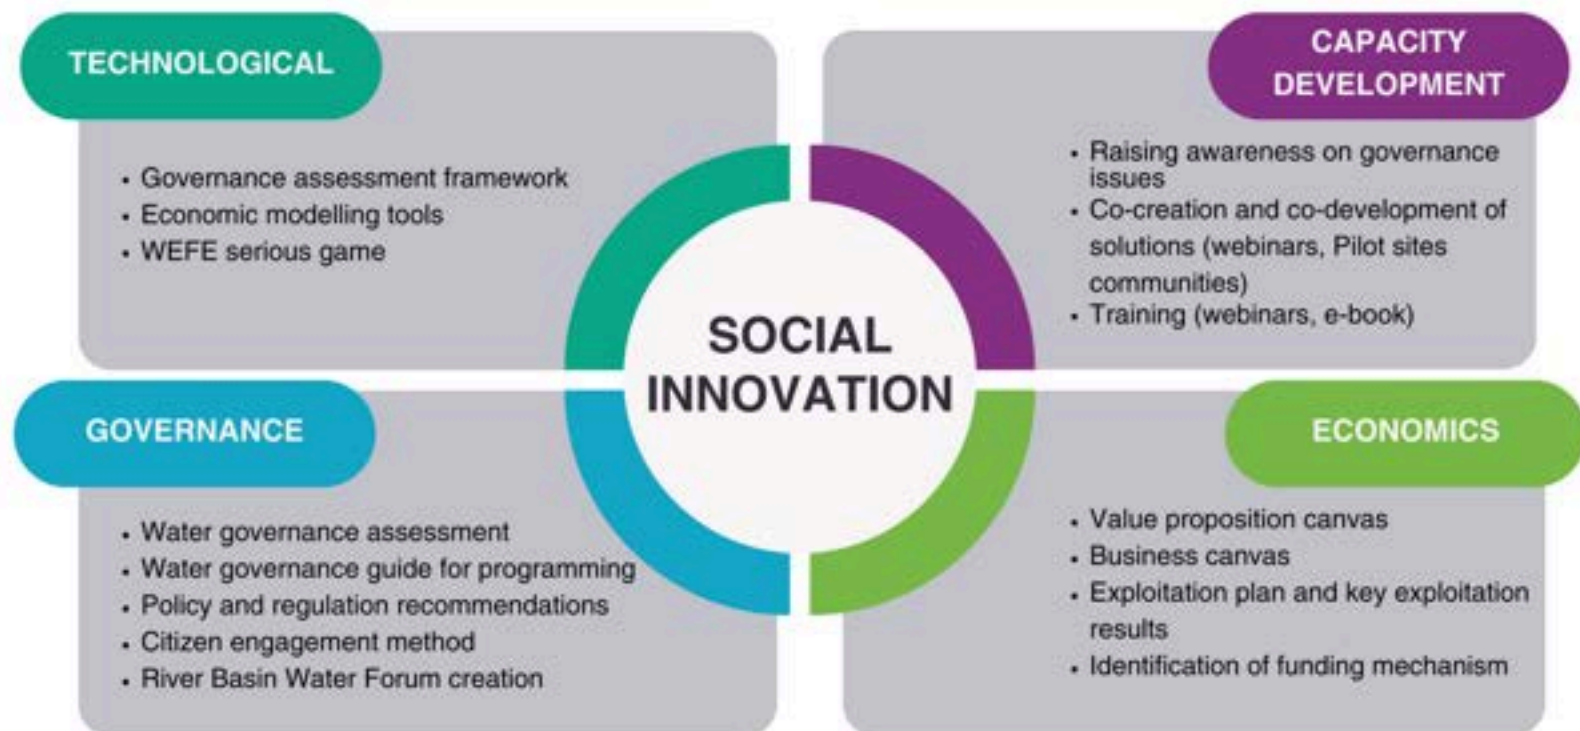 TECHNOLOGICAL
• Governance assessment framework
• Economic modelling tools
• WEFE serious game
CAPACITY
DEVELOPMENT
• Raising awareness on governance
issues
• Co-creation and co-development of
solutions (webinars, Pilot sites
communities)
• Training (webinars, e-book)
SOCIAL
INNOVATION
GOVERNANCE
• Water governance assessment
• Water governance guide for programming
• Policy and regulation recommendations
• Citizen engagement method
• River Basin Water Forum creation
ECONOMICS
• Value proposition canvas
• Business canvas
• Exploitation plan and key exploitation
results
• Identification of funding mechanism